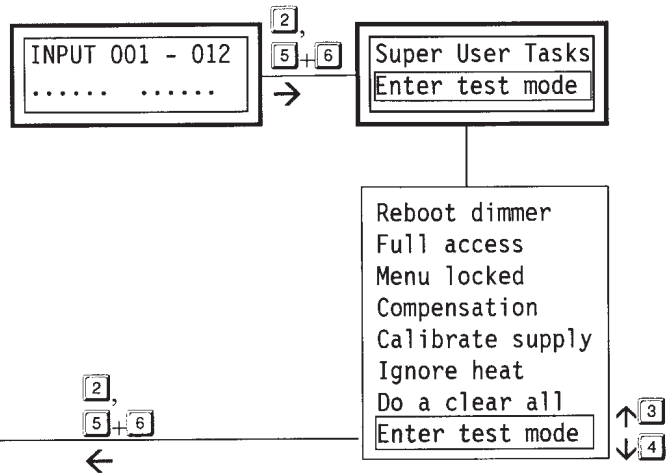 2,
5+6
→
INPUT 001 - 012
...... ......
Super User Tasks
Enter test mode
Reboot dimmer
Full access
Menu locked
Compensation
Calibrate supply
Ignore heat
Do a clear all
Enter test mode
↑3
↓4
2,
5+6
←